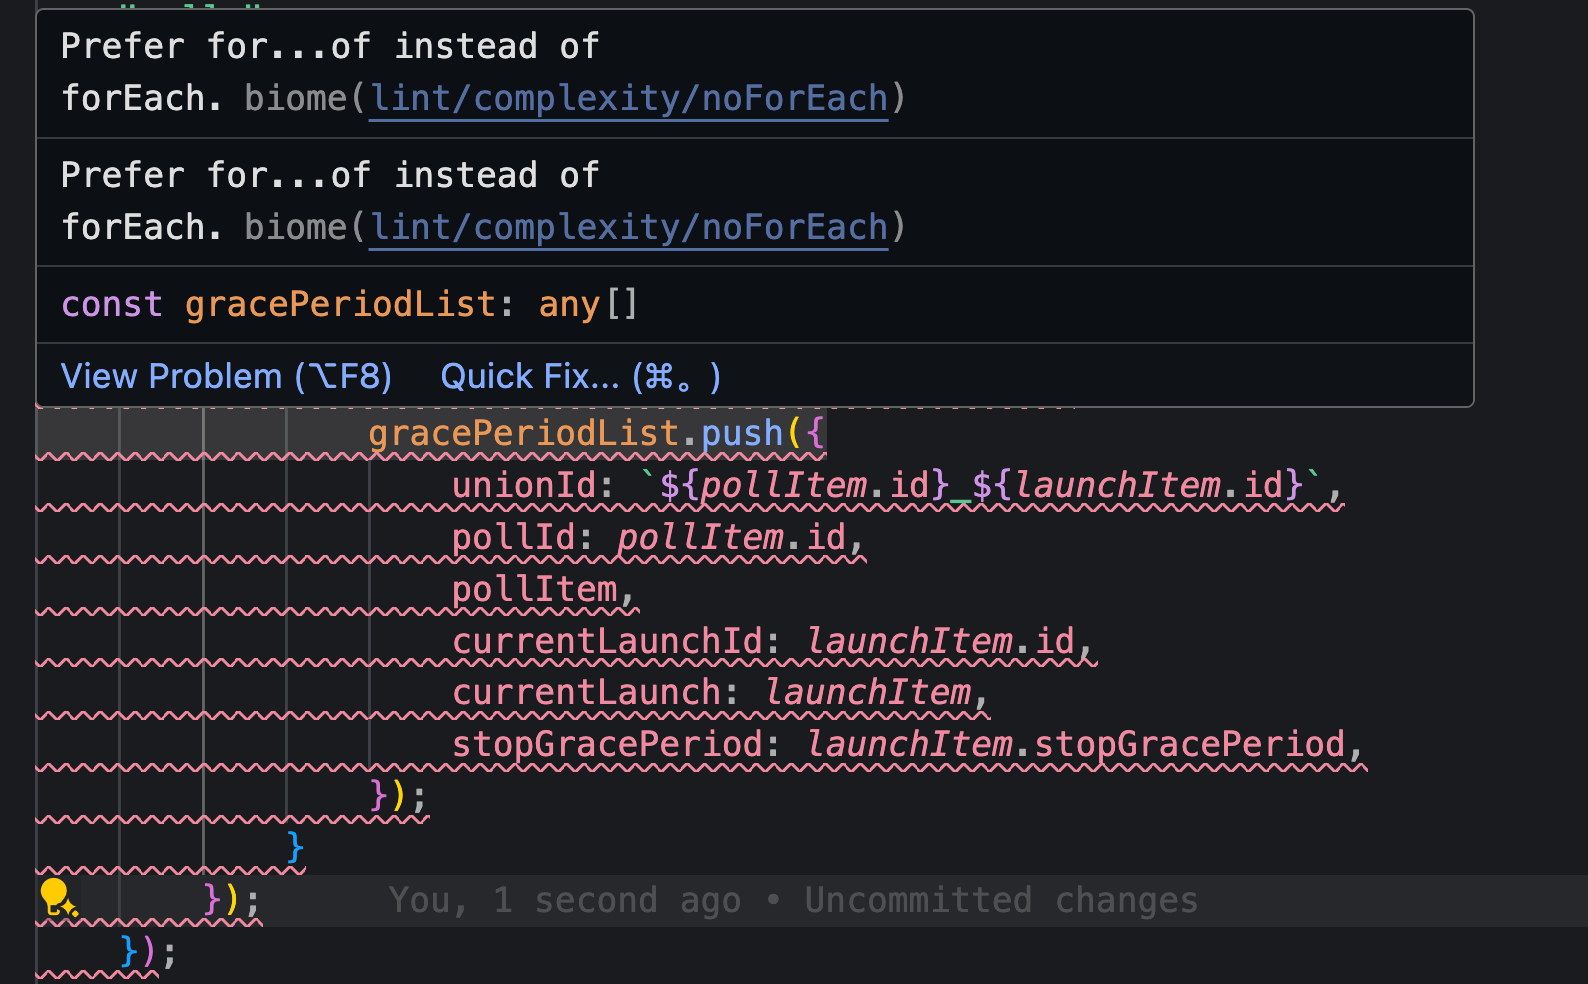 Prefer for...of instead of
forEach. biome(lint/complexity/noForEach)
Prefer for...of instead of
forEach. biome(lint/complexity/noForEach)
const gracePeriodList: any[]
View Problem (⌥F8) Quick Fix... (⌘。)
gracePeriodList.push({
unionId: `${pollItem.id}_${launchItem.id}`,
pollId: pollItem.id,
pollItem,
currentLaunchId: launchItem.id,
currentLaunch: launchItem,
stopGracePeriod: launchItem.stopGracePeriod,
});
}
}); You, 1 second ago • Uncommitted changes
});